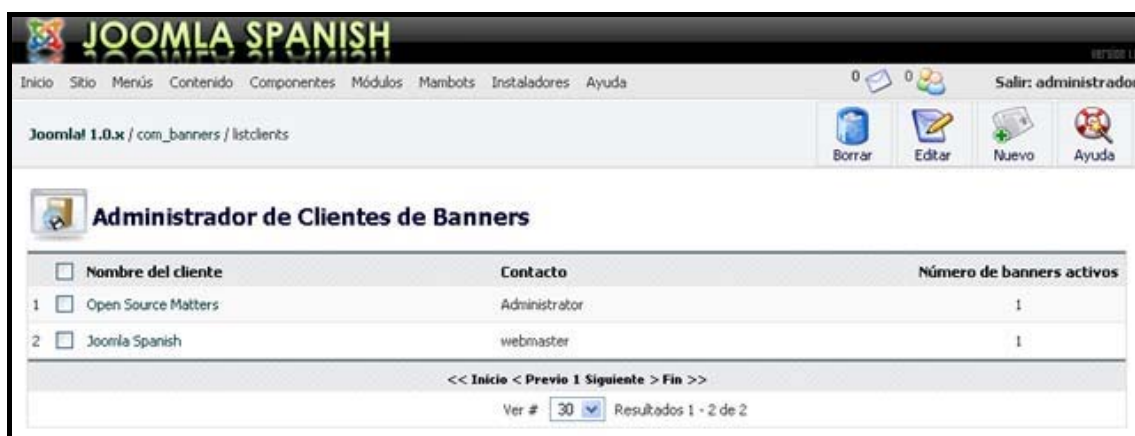 JOOMLA SPANISH
Inicio Sitio Menús Contenido Componentes Módulos Mambots Instaladores Ayuda 0 0 Salir: administrador
Joomla! 1.0.x / com_banners / listclients
Borrar Editar Nuevo Ayuda
Administrador de Clientes de Banners
Nombre del cliente Contacto Número de banners activos
1 Open Source Matters Administrator 1
2 Joomla Spanish webmaster 1
<< Inicio < Previo 1 Siguiente > Fin >>
Ver # 30 Resultados 1 - 2 de 2